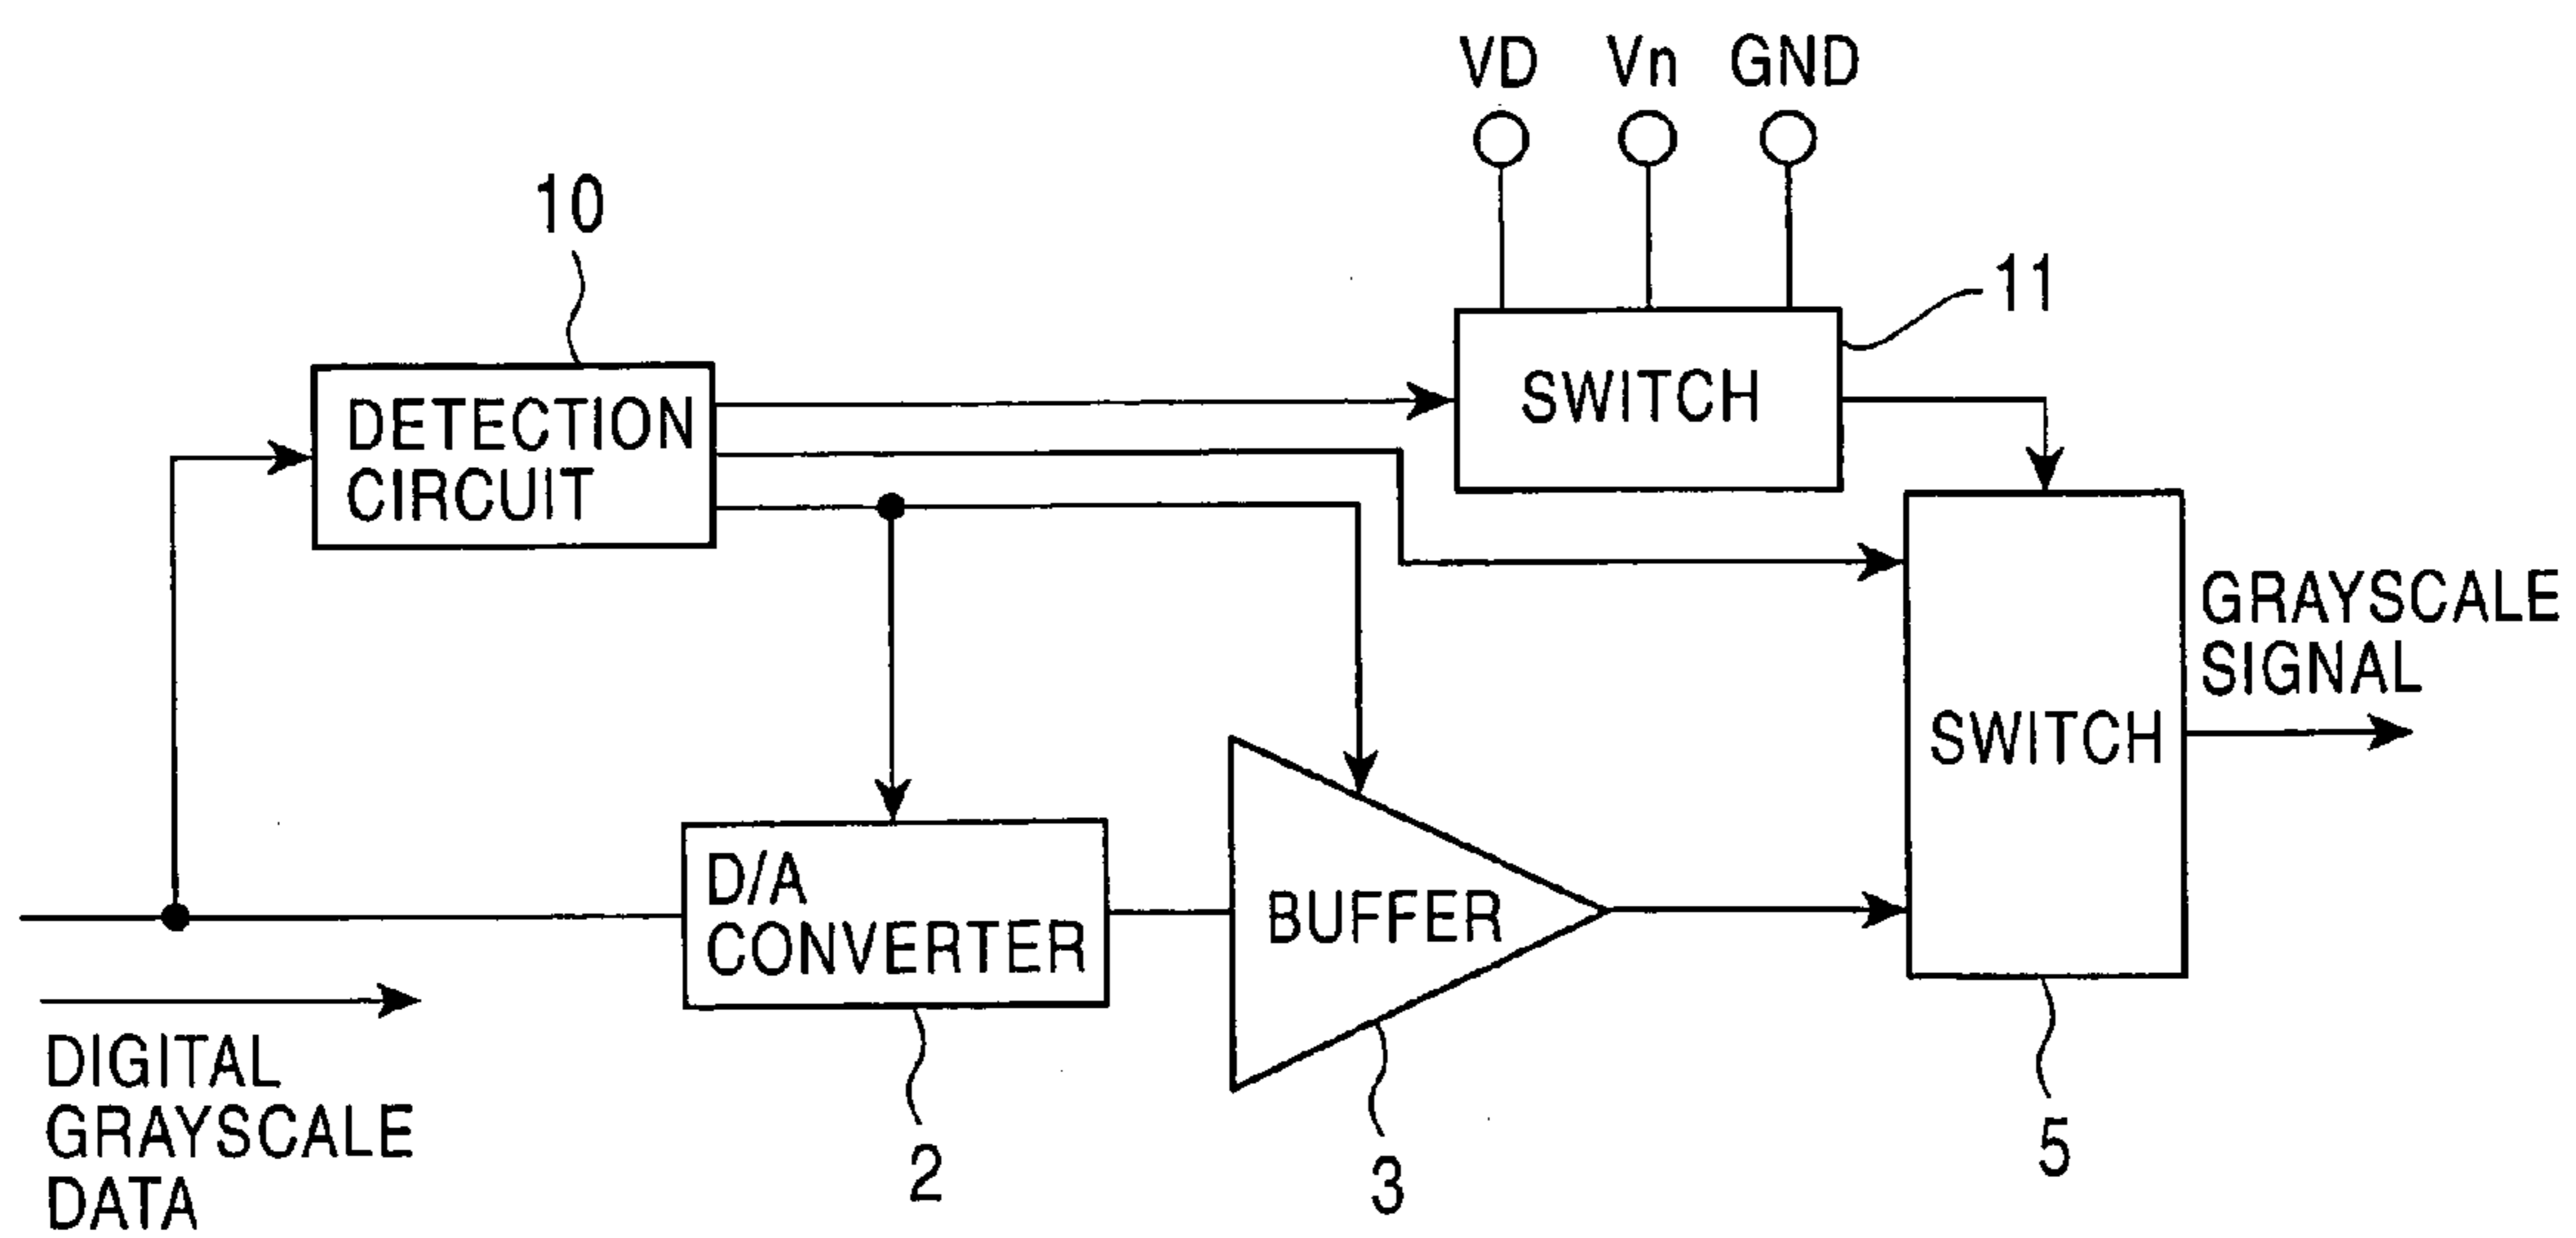 VD Vn GND
10
11
DETECTION
CIRCUIT
SWITCH
GRAYSCALE
SIGNAL
SWITCH
D/A
CONVERTER
BUFFER
DIGITAL
GRAYSCALE
DATA
2
3
5